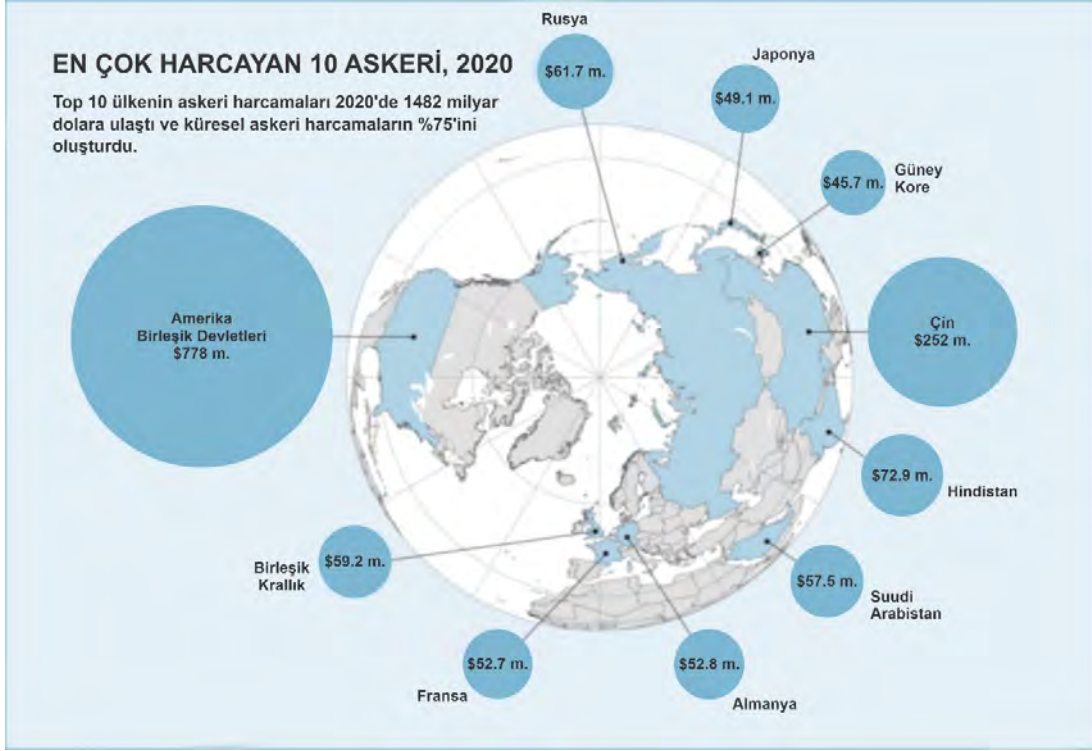 EN ÇOK HARCAYAN 10 ASKERİ, 2020
Top 10 ülkenin askeri harcamaları 2020'de 1482 milyar
dolara ulaştı ve küresel askeri harcamaların %75'ini
oluşturdu.
Rusya
$61.7 m.
Japonya
$49.1 m.
Güney
Kore
$45.7 m.
Amerika
Birleşik Devletleri
$778 m.
Çin
$252 m.
$72.9 m.
Hindistan
Birleşik
Krallık
$59.2 m.
$57.5 m.
Suudi
Arabistan
$52.7 m.
Fransa
$52.8 m.
Almanya